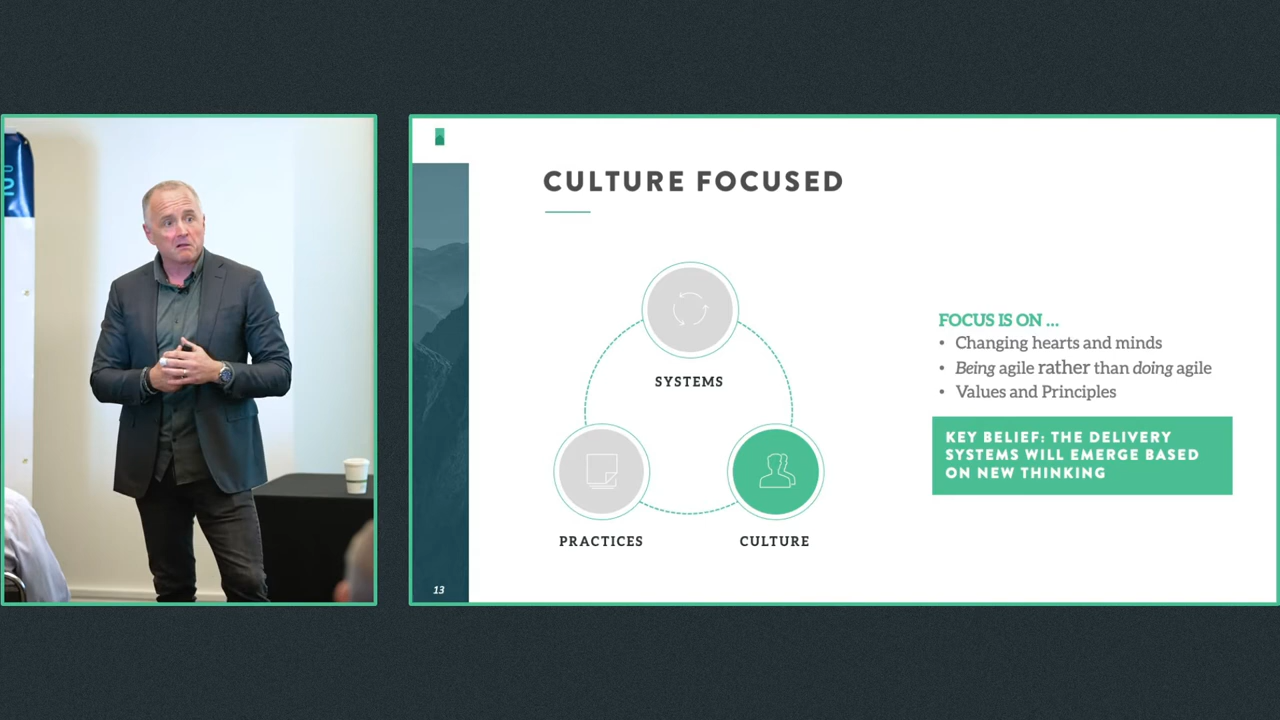 CULTURE FOCUSED
SYSTEMS
PRACTICES
CULTURE
FOCUS IS ON ...
• Changing hearts and minds
• Being agile rather than doing agile
• Values and Principles
KEY BELIEF: THE DELIVERY
SYSTEMS WILL EMERGE BASED
ON NEW THINKING
13